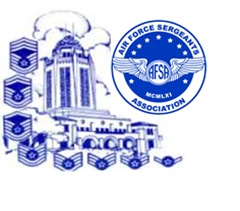 AIR FORCE SERGEANTS
AFSA
MCMLXI
ASSOCIATION